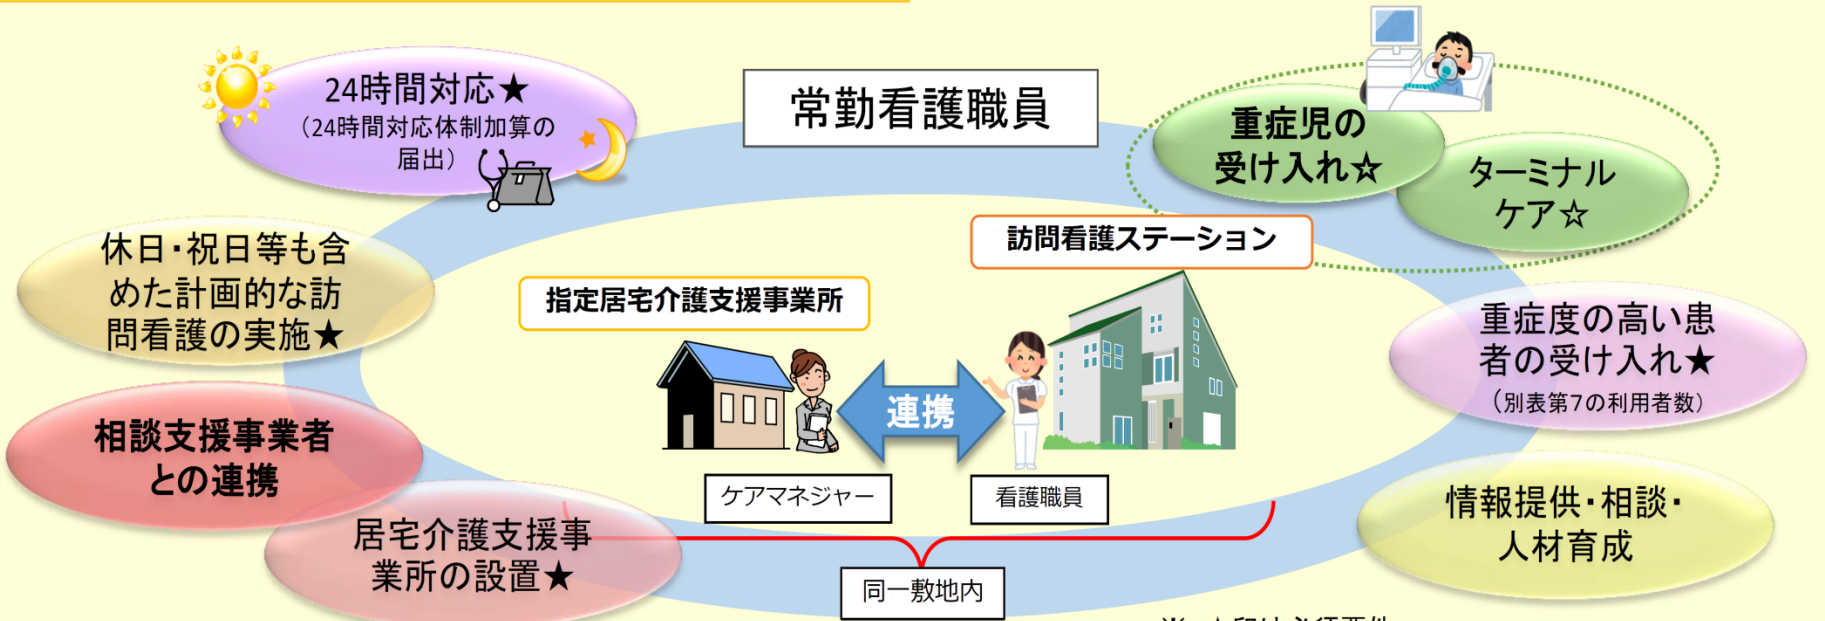 常勤看護職員
24時間対応★
（24時間対応体制加算の
届出）
重症児の
受け入れ☆
ターミナル
ケア☆
休日・祝日等も含
めた計画的な訪
問看護の実施★
訪問看護ステーション
指定居宅介護支援事業所
重症度の高い患
者の受け入れ★
（別表第7の利用者数）
連携
相談支援事業者
との連携
ケアマネジャー
看護職員
情報提供・相談・
人材育成
居宅介護支援事
業所の設置★
同一敷地内